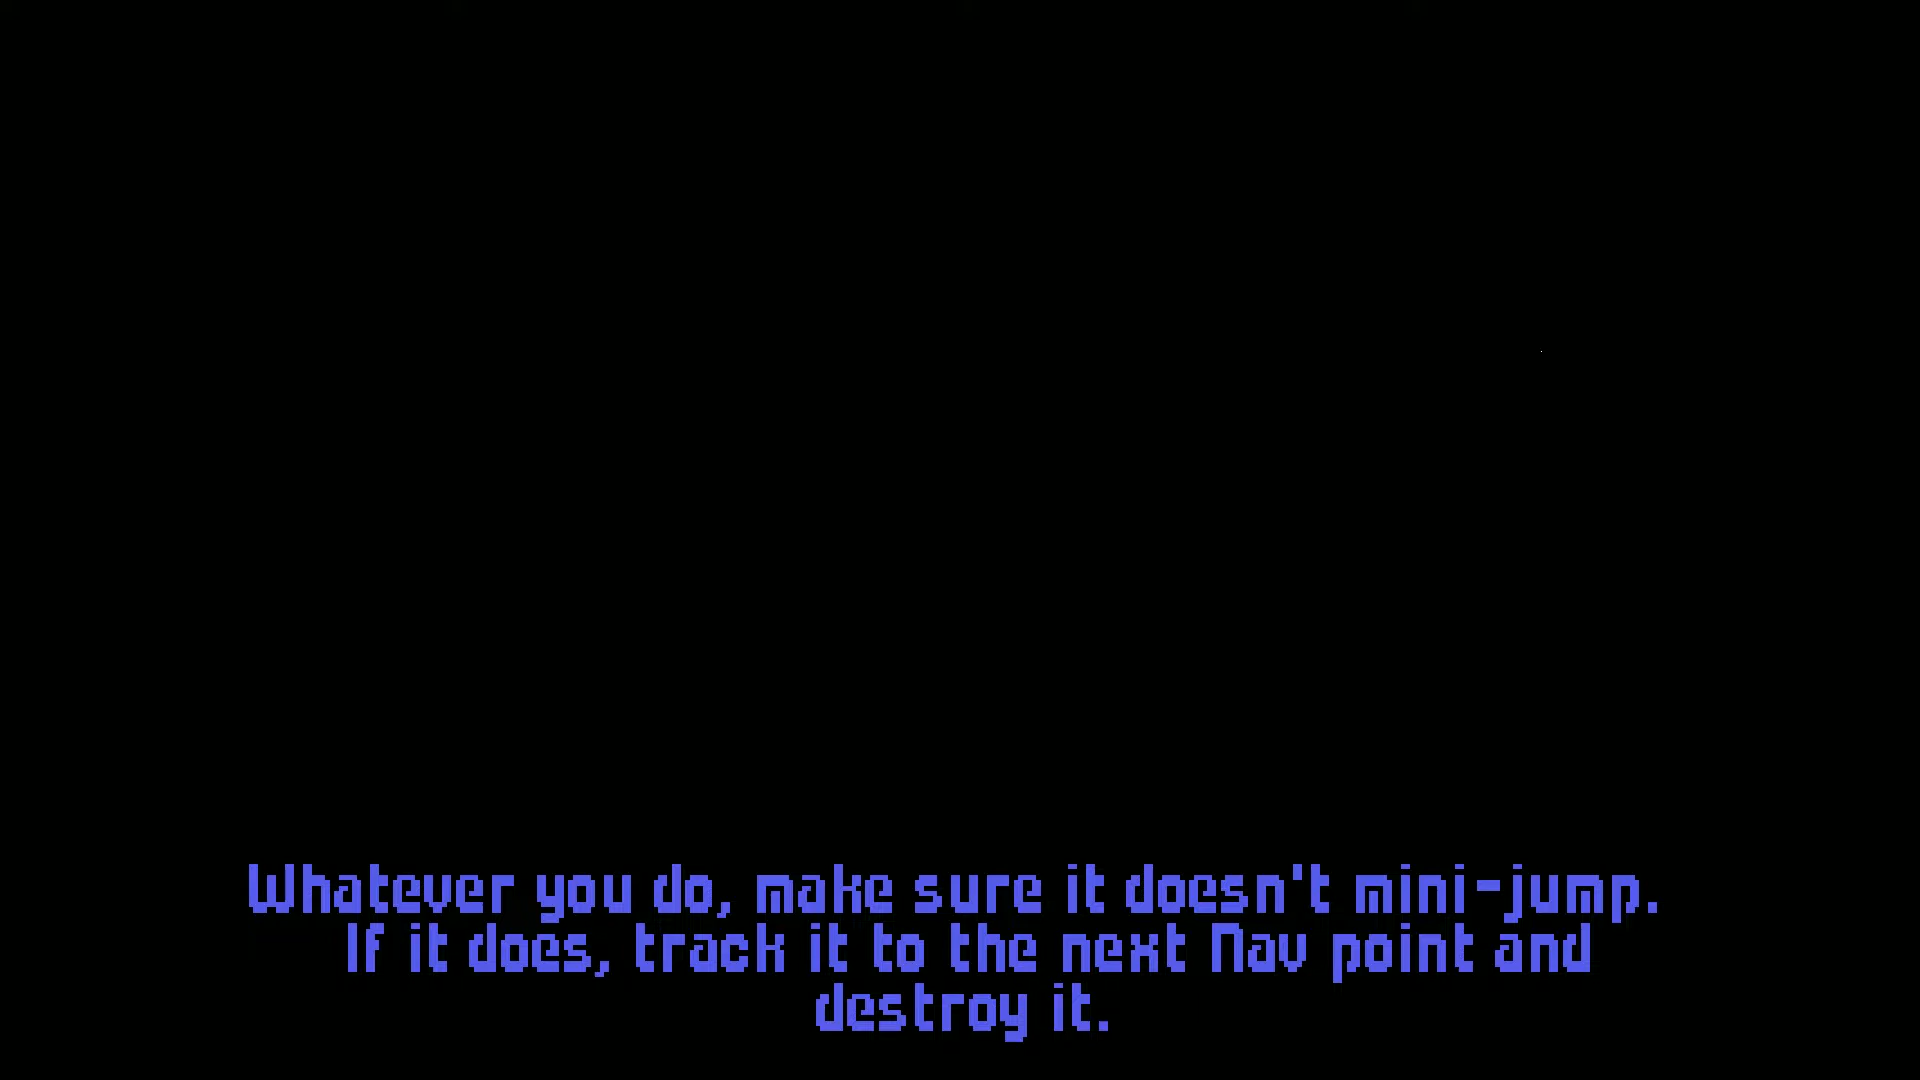 Whatever you do, make sure it doesn't mini-jump.
If it does, track it to the next Nav point and
destroy it.